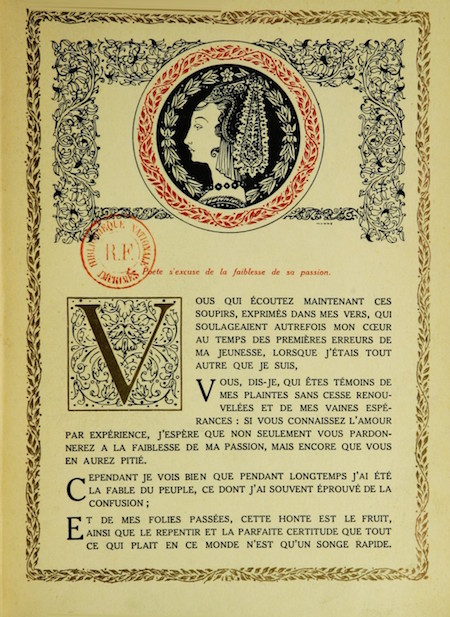 BIBLIOTHÈQUE NATIONALE
R.F.
Poète s'excuse de la faiblesse de sa passion.
VOUS QUI ÉCOUTEZ MAINTENANT CES
SOUPIRS, EXPRIMÉS DANS MES VERS, QUI
SOULAGEAIENT AUTREFOIS MON CŒUR
AU TEMPS DES PREMIÈRES ERREURS DE
MA JEUNESSE, LORSQUE J'ÉTAIS TOUT
AUTRE QUE JE SUIS,
VOUS, DIS-JE, QUI ÊTES TÉMOINS DE
MES PLAINTES SANS CESSE RENOU-
VELÉES ET DE MES VAINES ESPÉ-
RANCES : SI VOUS CONNAISSEZ L'AMOUR
PAR EXPÉRIENCE, J'ESPÈRE QUE NON SEULEMENT VOUS PARDON-
NEREZ A LA FAIBLESSE DE MA PASSION, MAIS ENCORE QUE VOUS
EN AUREZ PITIÉ.
CEPENDANT JE VOIS BIEN QUE PENDANT LONGTEMPS J'AI ÉTÉ
LA FABLE DU PEUPLE, CE DONT J'AI SOUVENT ÉPROUVÉ DE LA
CONFUSION ;
ET DE MES FOLIES PASSÉES, CETTE HONTE EST LE FRUIT,
AINSI QUE LE REPENTIR ET LA PARFAITE CERTITUDE QUE TOUT
CE QUI PLAIT EN CE MONDE N'EST QU'UN SONGE RAPIDE.